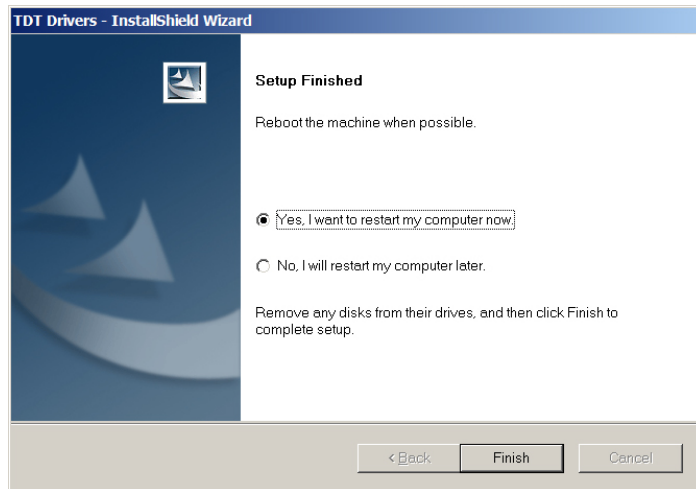 TDT Drivers - InstallShield Wizard
Setup Finished
Reboot the machine when possible.
Yes, I want to restart my computer now.
No, I will restart my computer later.
Remove any disks from their drives, and then click Finish to
complete setup.
< Back Finish Cancel